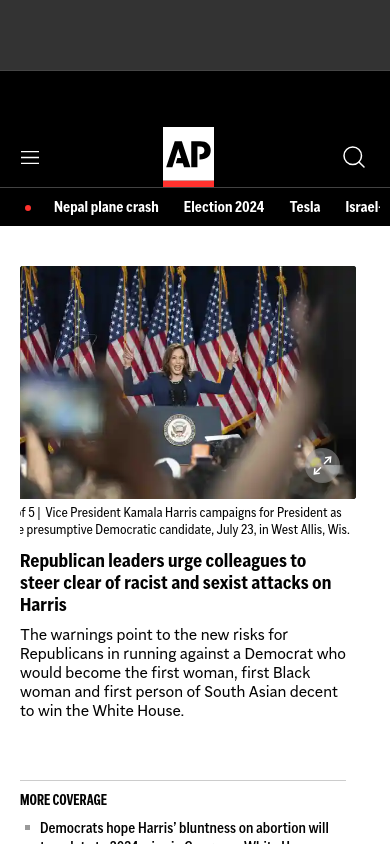 AP
Nepal plane crash Election 2024 Tesla Israel-
of 5 | Vice President Kamala Harris campaigns for President as
e presumptive Democratic candidate, July 23, in West Allis, Wis.
Republican leaders urge colleagues to
steer clear of racist and sexist attacks on
Harris
The warnings point to the new risks for
Republicans in running against a Democrat who
would become the first woman, first Black
woman and first person of South Asian decent
to win the White House.
MORE COVERAGE
Democrats hope Harris’ bluntness on abortion will